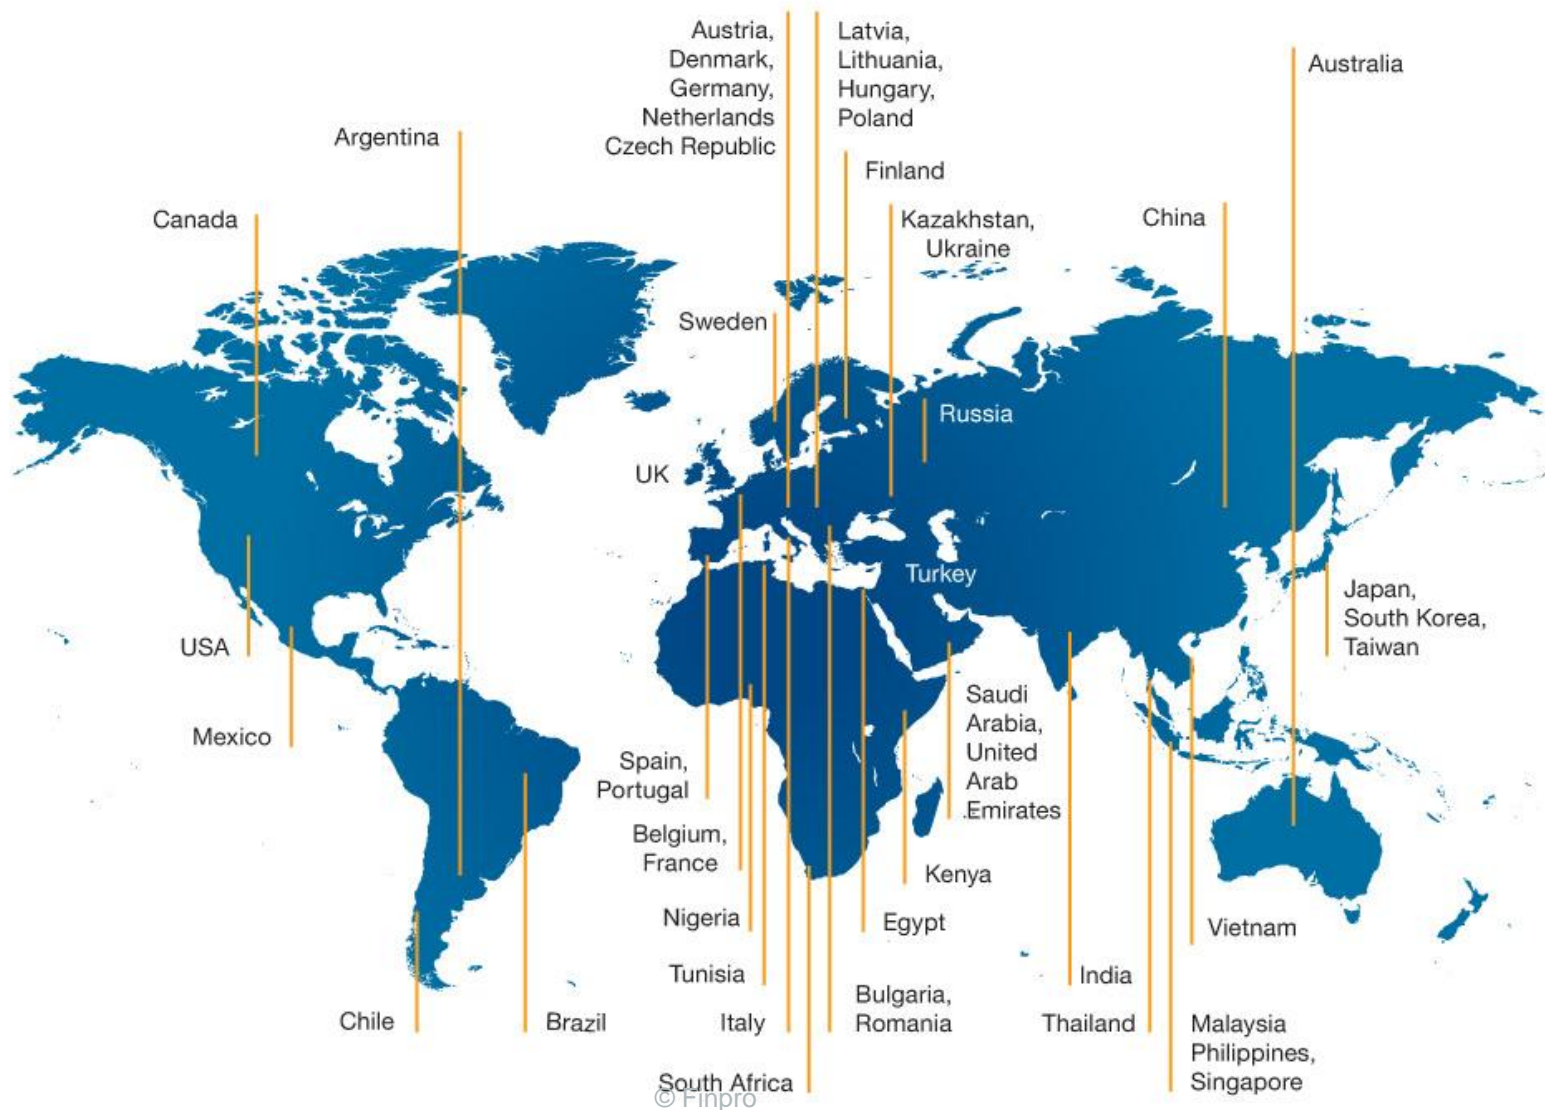 Austria,
Denmark,
Germany,
Netherlands
Czech Republic
Latvia,
Lithuania,
Hungary,
Poland
Australia
Argentina
Finland
Canada
Kazakhstan,
Ukraine
China
Sweden
Russia
UK
Turkey
Japan,
South Korea,
Taiwan
USA
Mexico
Saudi
Arabia,
United
Arab
Emirates
Spain,
Portugal
Belgium,
France
Kenya
Nigeria
Egypt
Vietnam
Tunisia
India
Bulgaria,
Romania
Chile
Brazil
Italy
Thailand
Malaysia
Philippines,
Singapore
South Africa
© Finpro